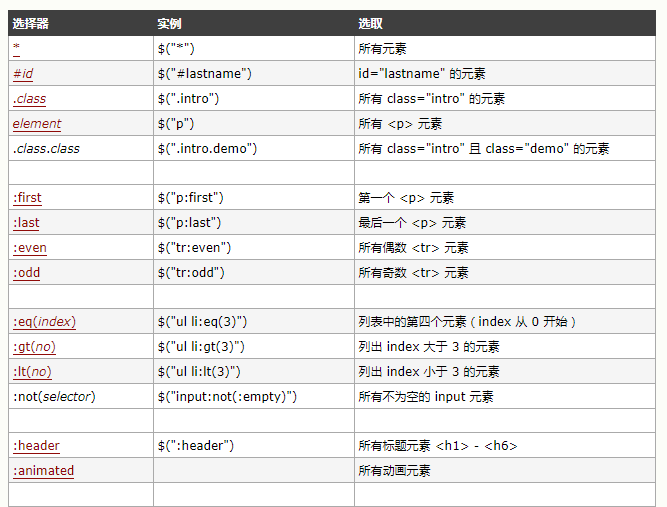 选择器 实例 选取
* $("*") 所有元素
#id $("#lastname") id="lastname" 的元素
.class $(".intro") 所有 class="intro" 的元素
element $("p") 所有 <p> 元素
.class.class $(".intro.demo") 所有 class="intro" 且 class="demo" 的元素
:first $("p:first") 第一个 <p> 元素
:last $("p:last") 最后一个 <p> 元素
:even $("tr:even") 所有偶数 <tr> 元素
:odd $("tr:odd") 所有奇数 <tr> 元素
:eq(index) $("ul li:eq(3)") 列表中的第四个元素（index 从 0 开始）
:gt(no) $("ul li:gt(3)") 列出 index 大于 3 的元素
:lt(no) $("ul li:lt(3)") 列出 index 小于 3 的元素
:not(selector) $("input:not(:empty)") 所有不为空的 input 元素
:header $(":header") 所有标题元素 <h1> - <h6>
:animated 所有动画元素